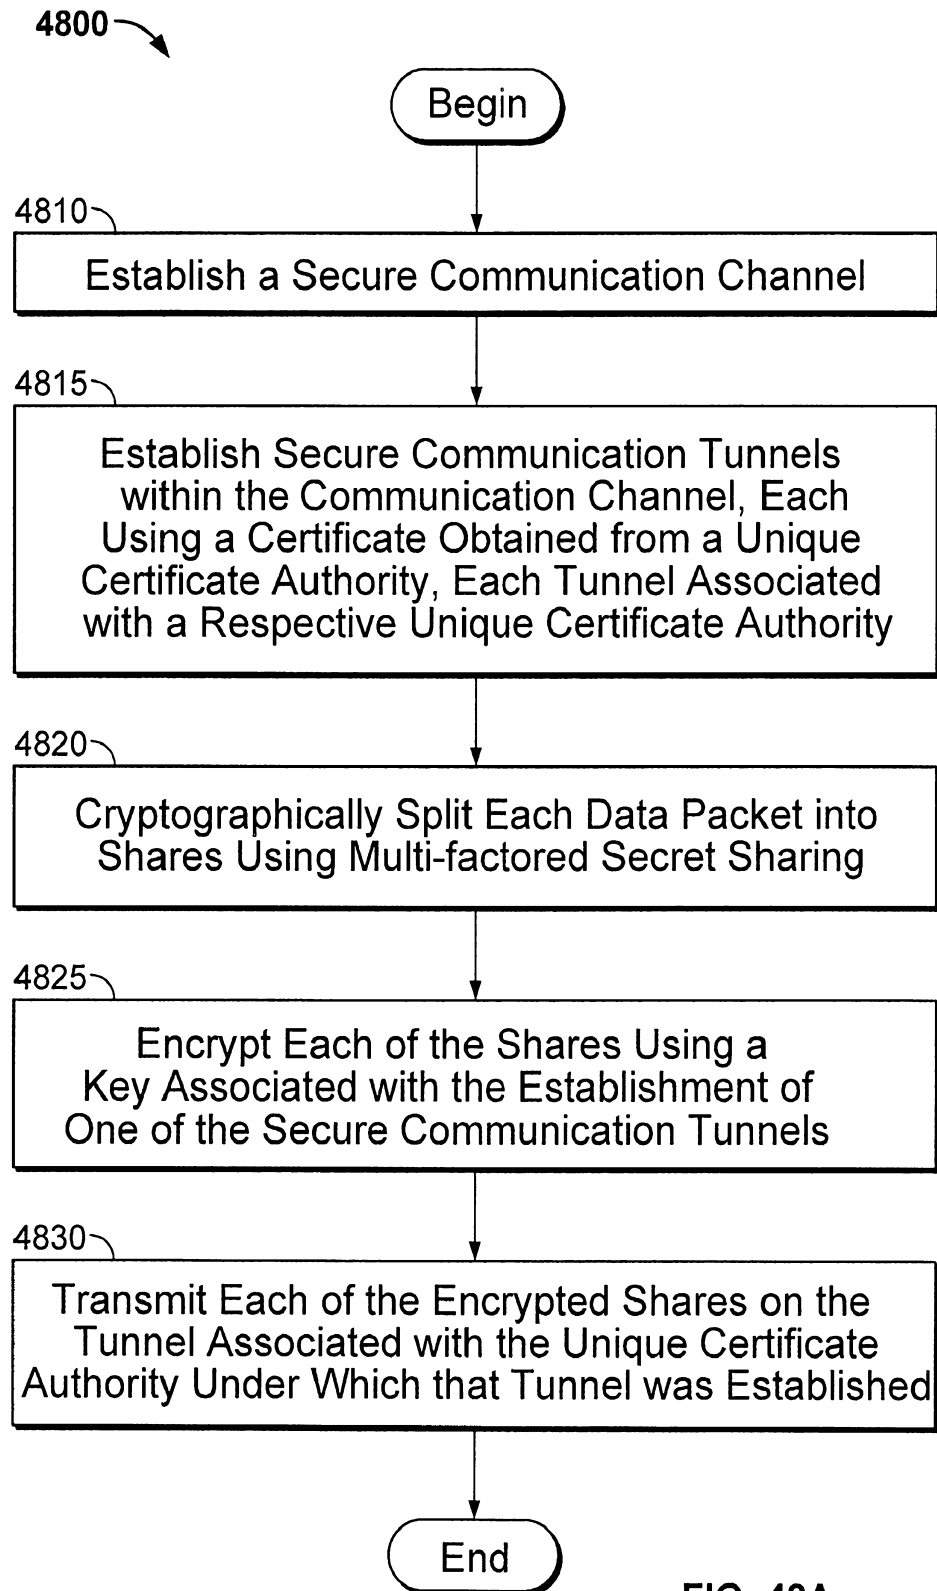 4800
Begin
4810
Establish a Secure Communication Channel
4815
Establish Secure Communication Tunnels
within the Communication Channel, Each
Using a Certificate Obtained from a Unique
Certificate Authority, Each Tunnel Associated
with a Respective Unique Certificate Authority
4820
Cryptographically Split Each Data Packet into
Shares Using Multi-factored Secret Sharing
4825
Encrypt Each of the Shares Using a
Key Associated with the Establishment of
One of the Secure Communication Tunnels
4830
Transmit Each of the Encrypted Shares on the
Tunnel Associated with the Unique Certificate
Authority Under Which that Tunnel was Established
End